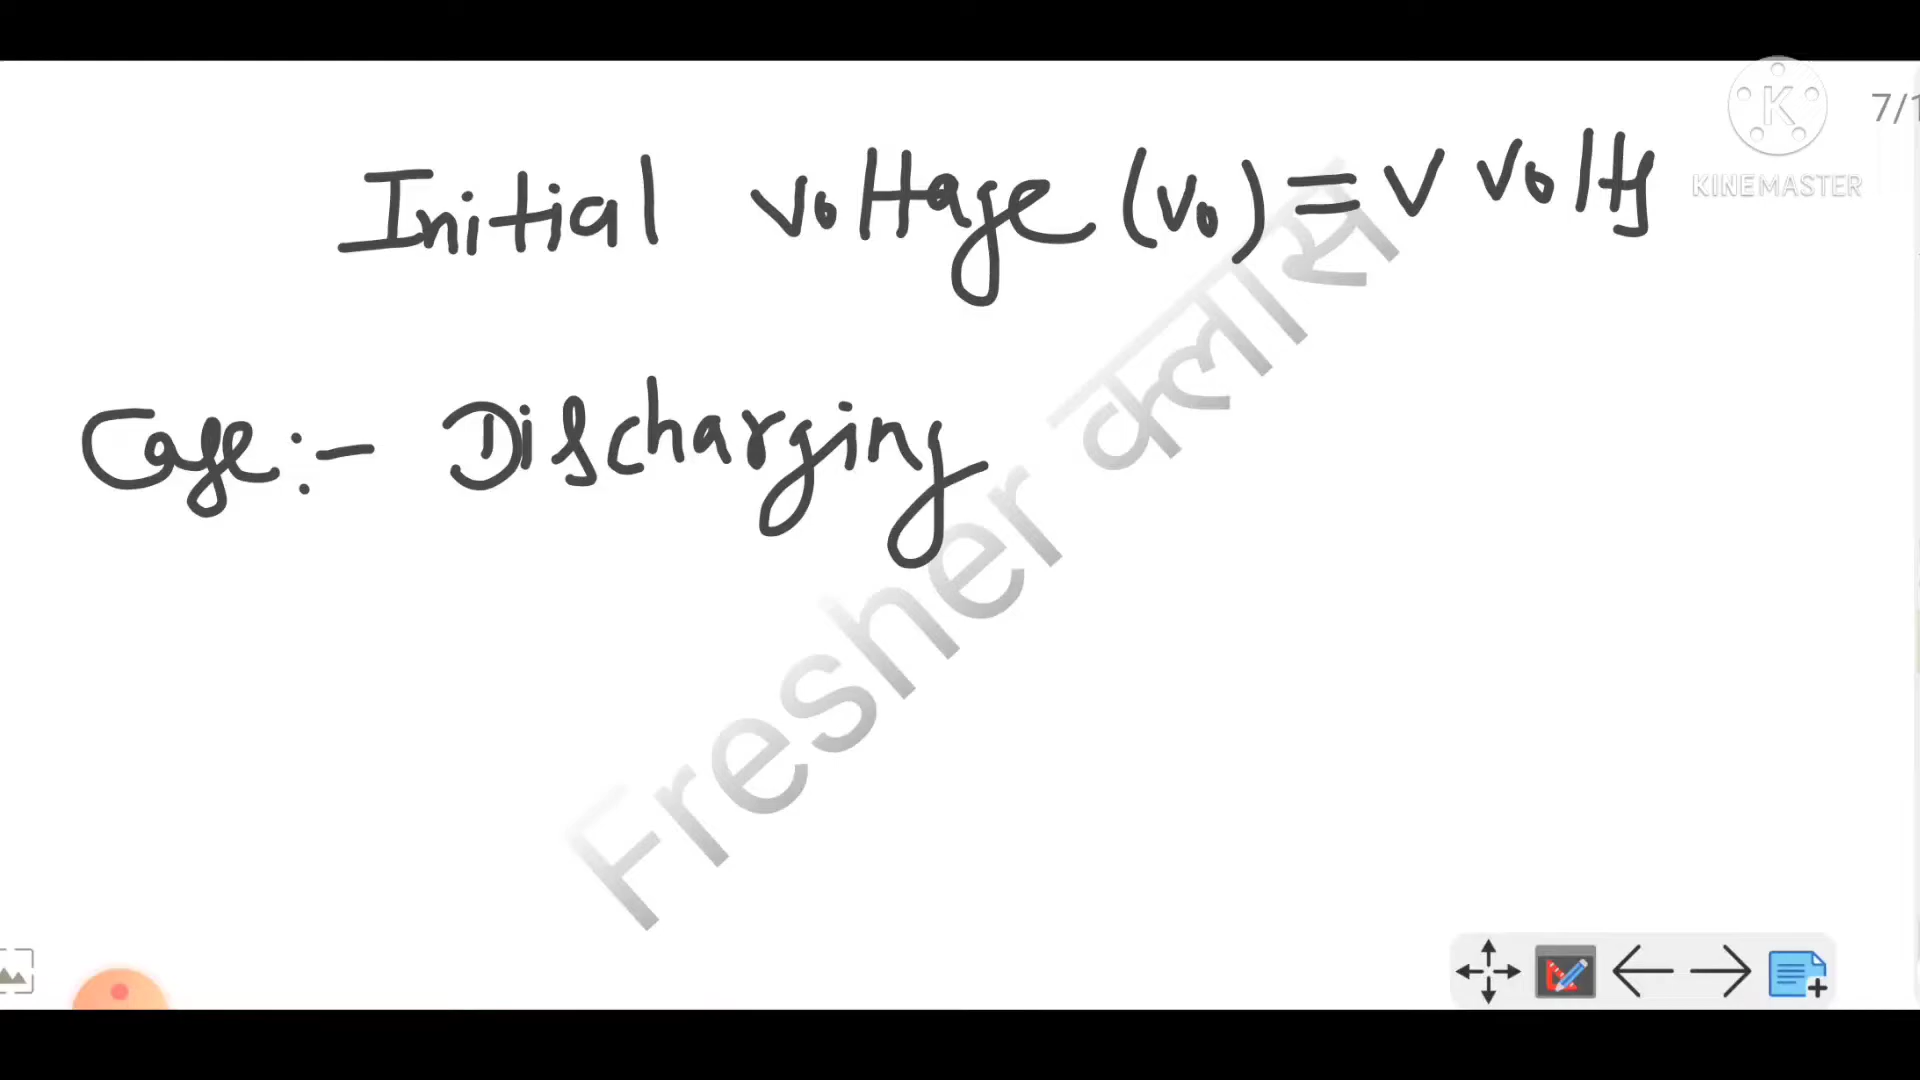 Initial voltage (v₀) = V volts
Case:- Discharging
Fresher क्लास
K
KINEMASTER
7/1